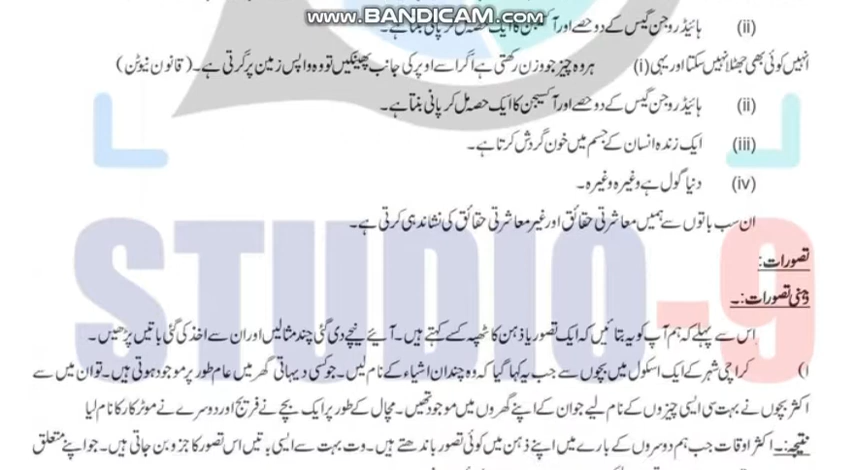 www.BANDICAM.com
(ii) ہائیڈروجن گیس کے دو حصے اور آکسیجن کا ایک حصہ مل کر پانی بنتا ہے۔
انہیں کوئی بھی جھٹلا نہیں سکتا اور یہی (i) ہر وہ چیز جو وزن رکھتی ہے اگر اسے اوپر کی جانب پھینکیں تو وہ واپس زمین پر گرتی ہے۔ (قانون نیوٹن)
(ii) ہائیڈروجن گیس کے دو حصے اور آکسیجن کا ایک حصہ مل کر پانی بنتا ہے۔
(iii) ایک زندہ انسان کے جسم میں خون گردش کرتا ہے۔
(iv) دنیا گول ہے وغیرہ وغیرہ۔
ان سب باتوں سے ہمیں معاشرتی حقائق اور غیر معاشرتی حقائق کی نشاندہی کرتی ہے۔
تصورات:
ذہنی تصورات:۔
اس سے پہلے کہ ہم آپ کو یہ بتائیں کہ ایک تصور یا ذہن کا ٹھپہ کسے کہتے ہیں۔ آیئے نیچے دی گئی چند مثالیں اور ان سے اخذ کی گئی باتیں پڑھیں۔
۱) کراچی شہر کے ایک اسکول میں بچوں سے جب یہ کہا گیا کہ وہ چند ان اشیاء کے نام لیں۔ جو کسی دیہاتی گھر میں عام طور پر موجود ہوتی ہیں۔ تو ان میں سے
اکثر بچوں نے بہت سی ایسی چیزوں کے نام لیے جو ان کے اپنے گھروں میں موجود تھیں۔ مچال کے طور پر ایک بچے نے فریج اور دوسرے نے موٹر کار کا نام لیا
نتیجہ:۔ اکثر اوقات جب ہم دوسروں کے بارے میں اپنے ذہن میں کوئی تصور باندھتے ہیں۔ وت بہت سے ایسی باتیں اس تصور کا جزو بن جاتی ہیں۔ جو اپنے متعلق
STUDIO-9